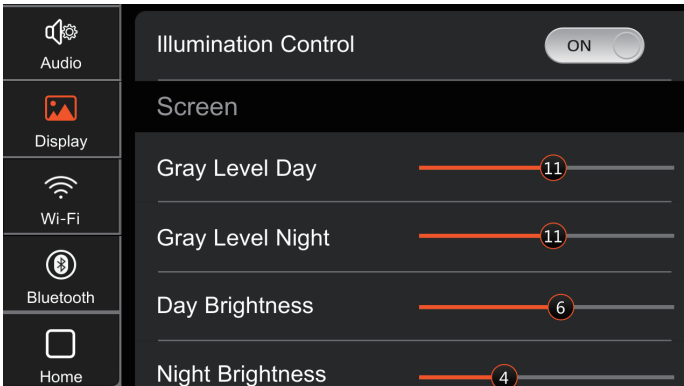 Audio
Display
Wi-Fi
Bluetooth
Home
Illumination Control ON
Screen
Gray Level Day 11
Gray Level Night 11
Day Brightness 6
Night Brightness 4